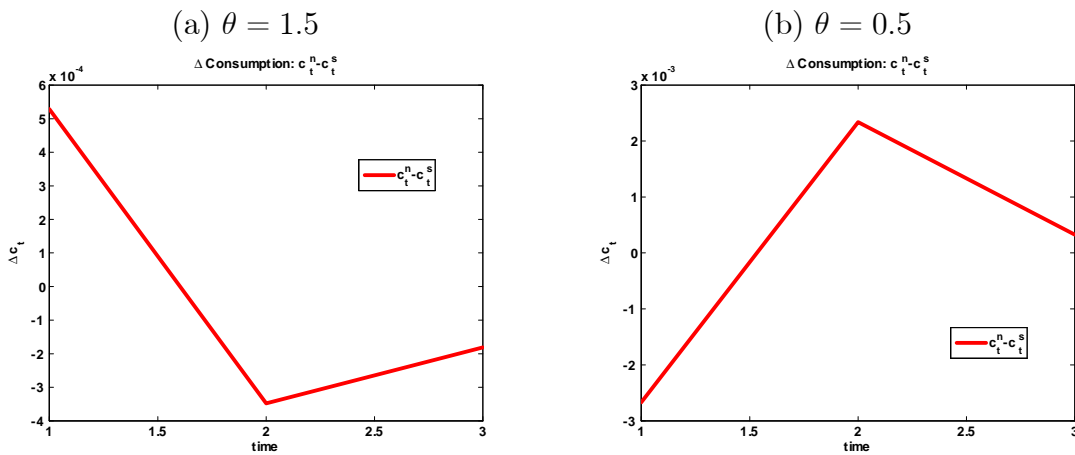 (a) θ = 1.5
Δ Consumption: c_t^n-c_t^s
x 10^-4
6
5
4
3
2
1
0
-1
-2
-3
-4
Δ c_t
c_t^n-c_t^s
1 1.5 2 2.5 3
time
(b) θ = 0.5
Δ Consumption: c_t^n-c_t^s
x 10^-3
3
2
1
0
-1
-2
-3
Δ c_t
c_t^n-c_t^s
1 1.5 2 2.5 3
time